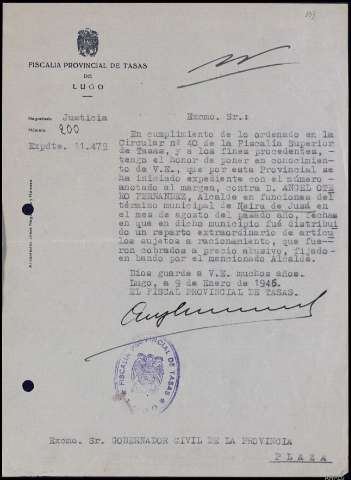 FISCALIA PROVINCIAL DE TASAS
DE
LUGO
Negociado Justicia
Número 200
Expdte. 11.479
Excmo. Sr.:
En cumplimiento de lo ordenado en la
Circular nº 40 de la Fiscalía Superior
de Tasas, y a los fines procedentes, -
tengo el honor de poner en conocimiento
de V.E., que por esta Provincial se
ha iniciado expediente con el número -
anotado al margen, contra D. ANGEL OTE
RO FERNANDEZ, Alcalde en funciones del
término municipal de Neira de Jusá en
el mes de agosto del pasado año, fechas
en que en dicho municipio fué distribui
do un reparto extraordinario de artícu
los sujetos a racionamiento, que fue--
ron cobrados a precio abusivo, fijado-
en bando por el mencionado Alcalde.
Dios guarde a V.E. muchos años.
Lugo, a 9 de Enero de 1946.
EL FISCAL PROVINCIAL DE TASAS.
FISCALIA PROVINCIAL DE TASAS
Excmo. Sr. GOBERNADOR CIVIL DE LA PROVINCIA
P L A Z A